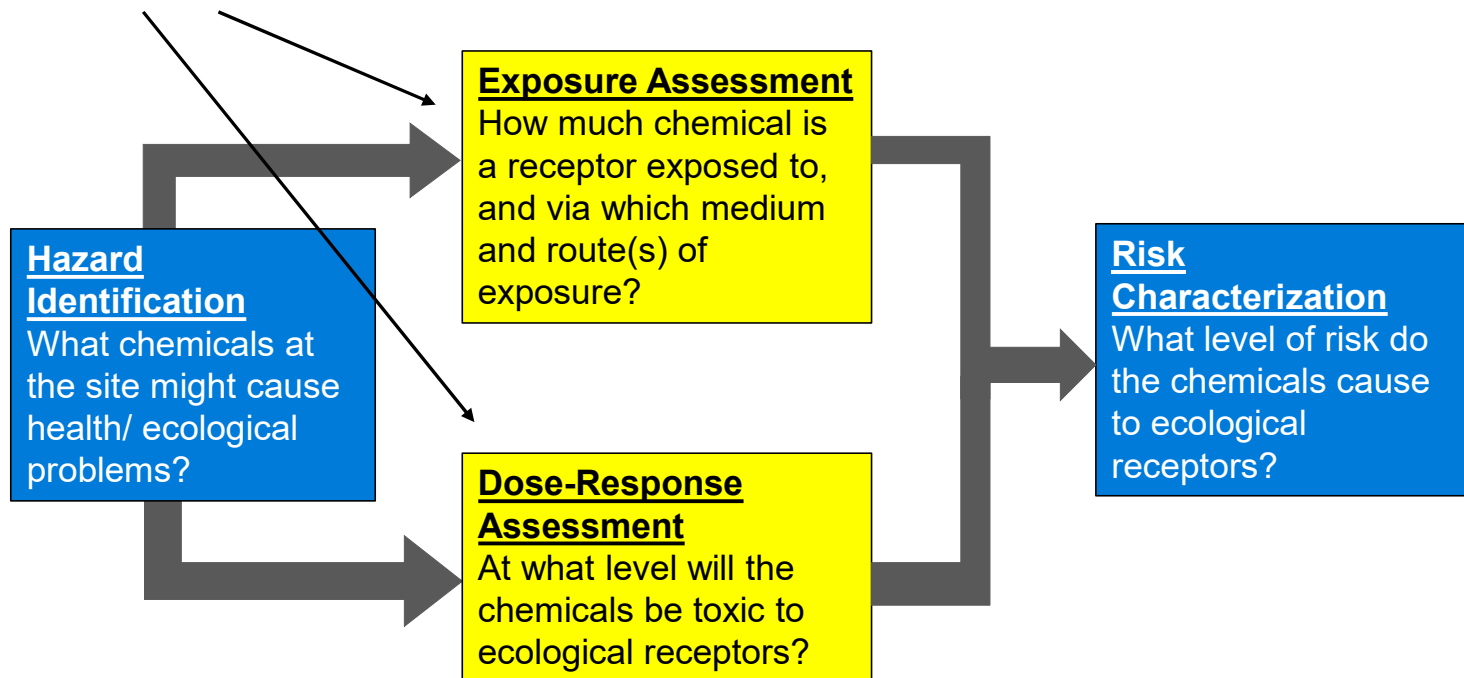 Exposure Assessment
How much chemical is
a receptor exposed to,
and via which medium
and route(s) of
exposure?
Hazard
Identification
What chemicals at
the site might cause
health/ ecological
problems?
Dose-Response
Assessment
At what level will the
chemicals be toxic to
ecological receptors?
Risk
Characterization
What level of risk do
the chemicals cause
to ecological
receptors?